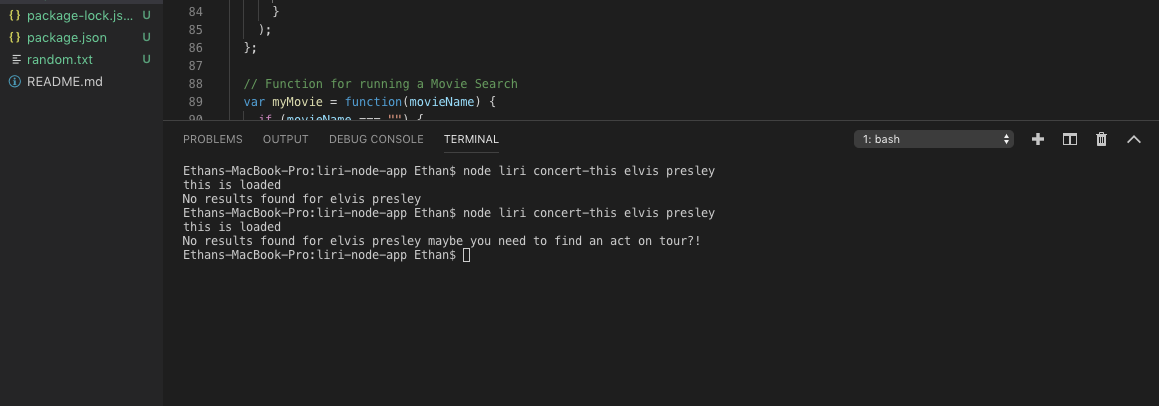 {} package-lock.js... U
{} package.json U
random.txt U
README.md
84 }
85 );
86 };
87
88 // Function for running a Movie Search
89 var myMovie = function(movieName) {
90 if (movieName === "") {
PROBLEMS OUTPUT DEBUG CONSOLE TERMINAL 1: bash
Ethans-MacBook-Pro:liri-node-app Ethan$ node liri concert-this elvis presley
this is loaded
No results found for elvis presley
Ethans-MacBook-Pro:liri-node-app Ethan$ node liri concert-this elvis presley
this is loaded
No results found for elvis presley maybe you need to find an act on tour?!
Ethans-MacBook-Pro:liri-node-app Ethan$